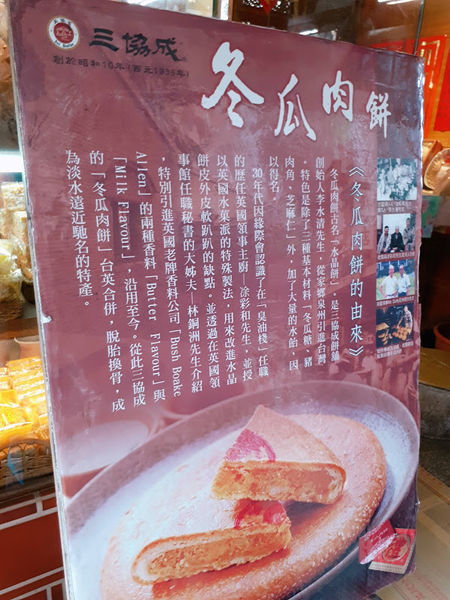 三協成
創於昭和10年(西元1935年)
冬瓜肉餅
《冬瓜肉餅的由來》
冬瓜肉餅古名「水晶餅」,是三協成餅舖
創始人李水清先生,從家鄉泉州引進台灣
。特色是除了三種基本材料「冬瓜糖、豬
肉角、芝麻仁」外,加了大量的水飴,因
以得名。
30年代因緣際會認識了在「臭油棧」任職
的歷任英國領事主廚-凃彩和先生,並授
以英國水菓派的特殊製法,用來改進水晶
餅皮外皮軟趴趴的缺點。並透過在英國領
事館任職秘書的大姊夫-林銅洲先生介紹
,特別引進英國老牌香料公司「Bush Boake
Allen」的兩種香料「Butter Flavour」與
「Milk Flavour」,沿用至今。從此三協成
的「冬瓜肉餅」台英合併,脫胎換骨,成
為淡水遠近馳名的特產。